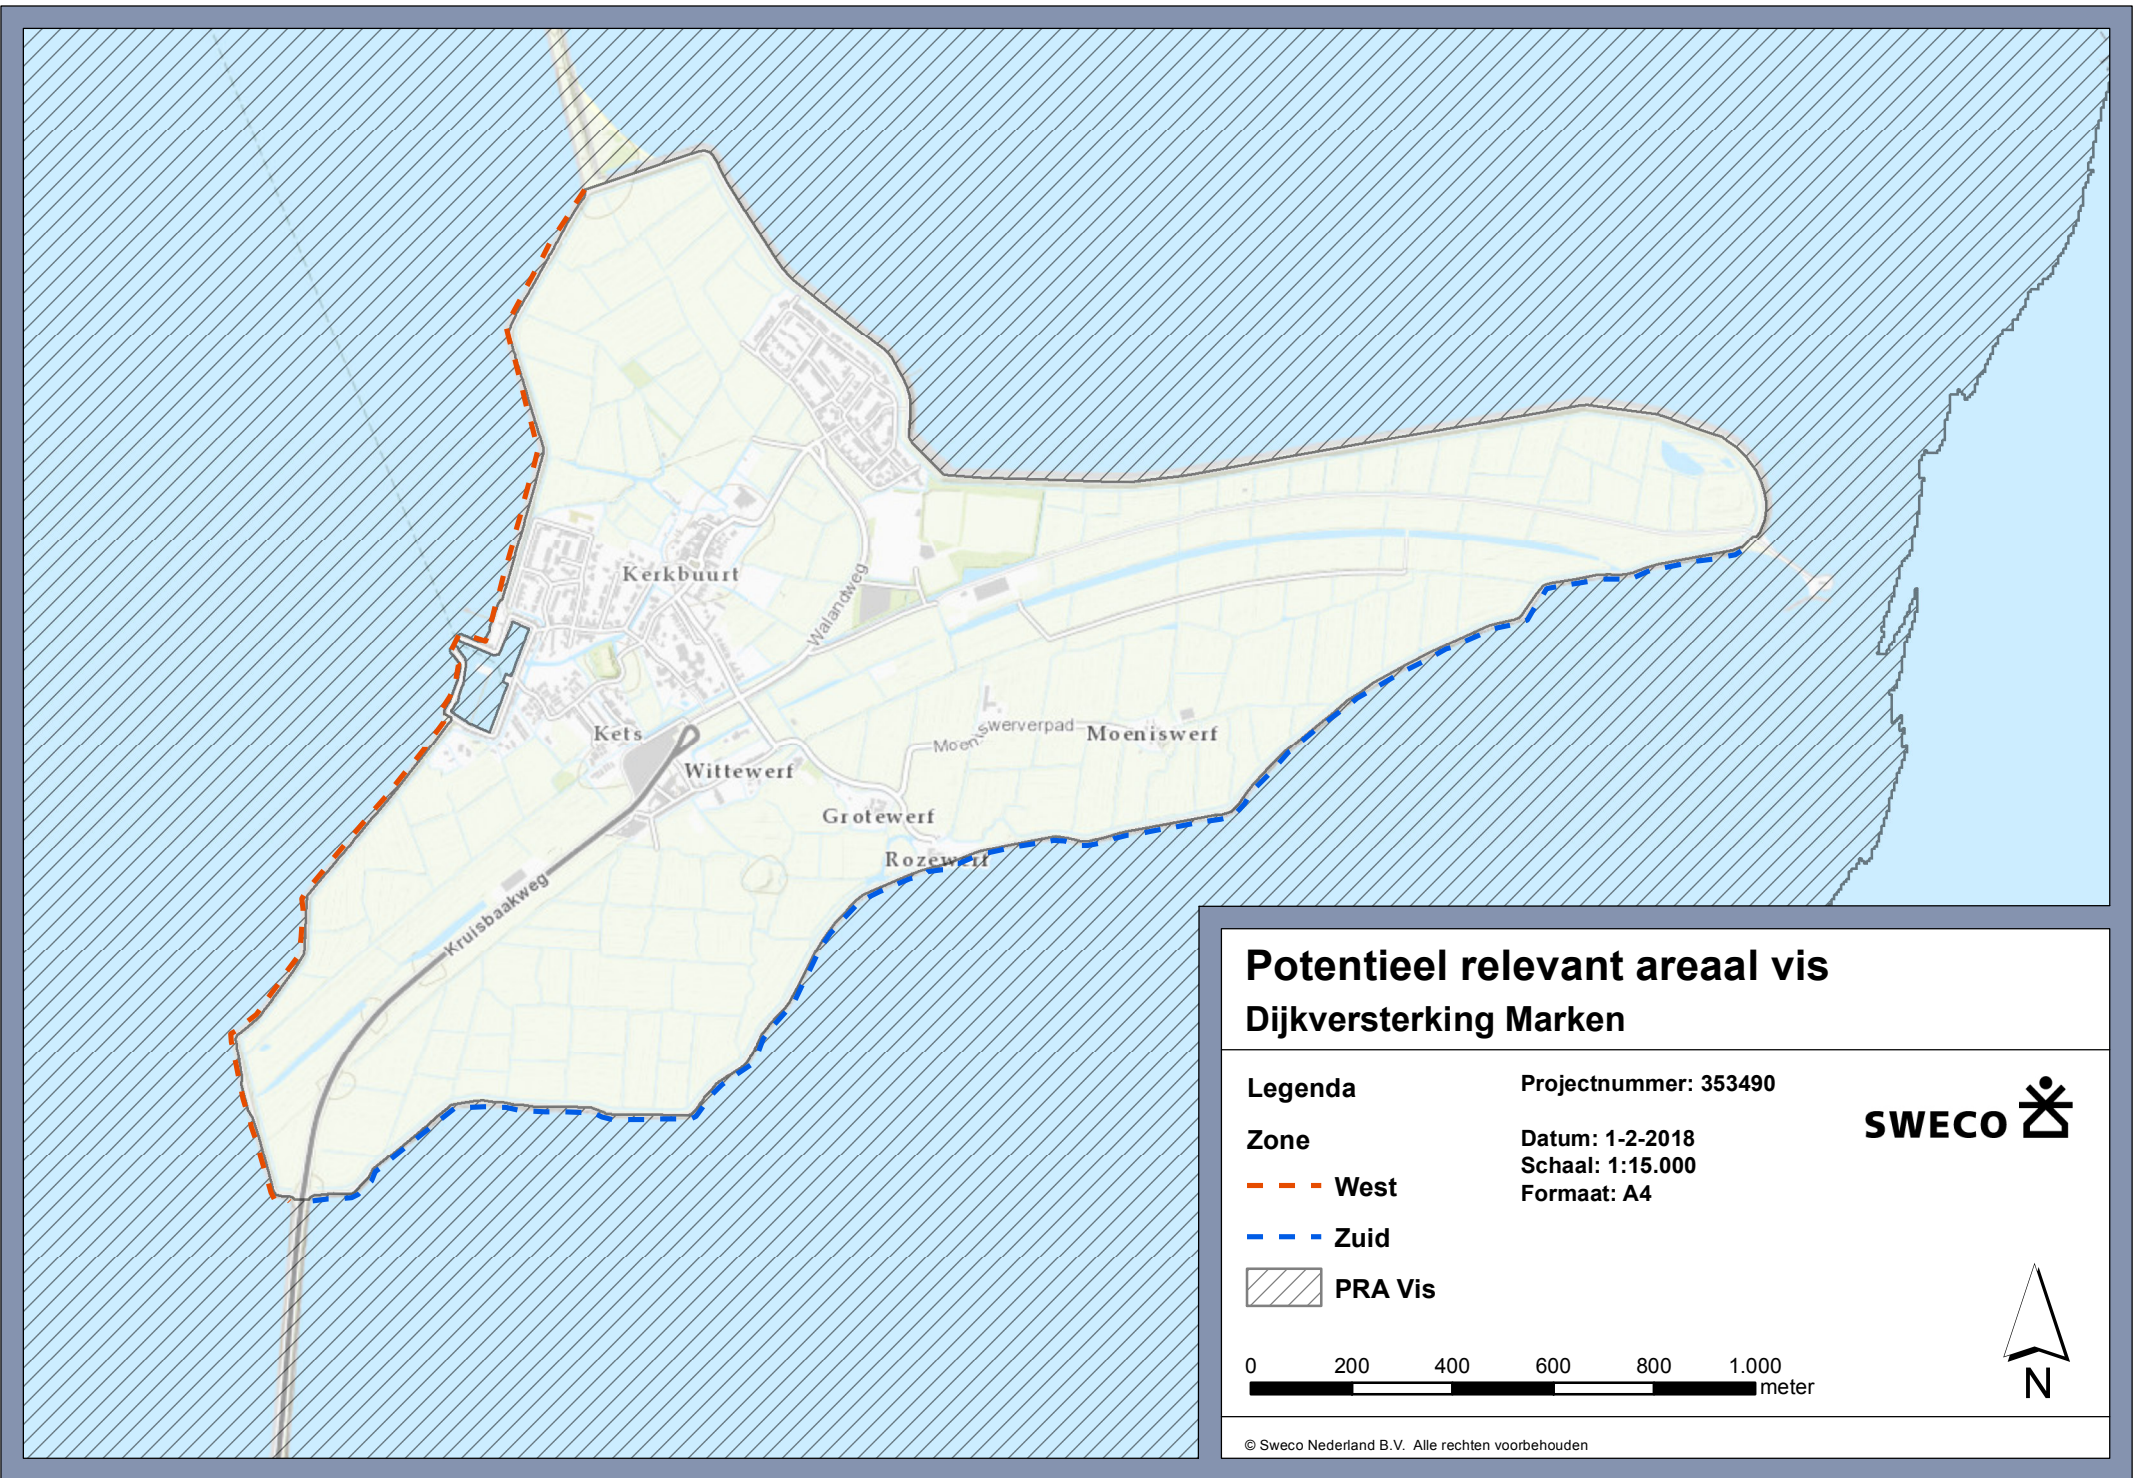 Kerkbuurt
Walandweg
Kets
Moeniswerverpad
Moeniswerf
Wittewerf
Grotewerf
Rozewerf
Kruisbaakweg
Potentieel relevant areaal vis
Dijkversterking Marken
Legenda
Projectnummer: 353490
SWECO
Zone
Datum: 1-2-2018
Schaal: 1:15.000
Formaat: A4
West
Zuid
PRA Vis
0 200 400 600 800 1.000
meter
N
© Sweco Nederland B.V. Alle rechten voorbehouden